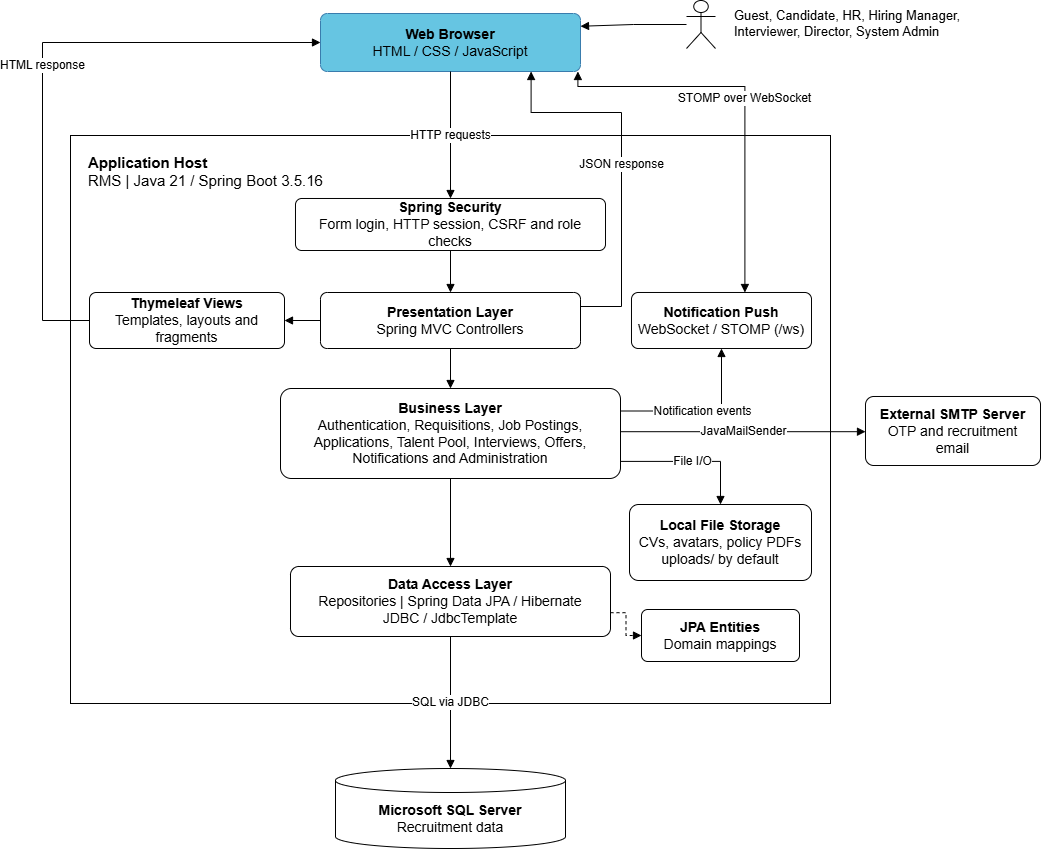 Guest, Candidate, HR, Hiring Manager,
Interviewer, Director, System Admin
Web Browser
HTML / CSS / JavaScript
HTML response
STOMP over WebSocket
HTTP requests
JSON response
Application Host
RMS | Java 21 / Spring Boot 3.5.16
Spring Security
Form login, HTTP session, CSRF and role
checks
Thymeleaf Views
Templates, layouts and
fragments
Presentation Layer
Spring MVC Controllers
Notification Push
WebSocket / STOMP (/ws)
Business Layer
Authentication, Requisitions, Job Postings,
Applications, Talent Pool, Interviews, Offers,
Notifications and Administration
Notification events
JavaMailSender
File I/O
External SMTP Server
OTP and recruitment
email
Local File Storage
CVs, avatars, policy PDFs
uploads/ by default
Data Access Layer
Repositories | Spring Data JPA / Hibernate
JDBC / JdbcTemplate
JPA Entities
Domain mappings
SQL via JDBC
Microsoft SQL Server
Recruitment data